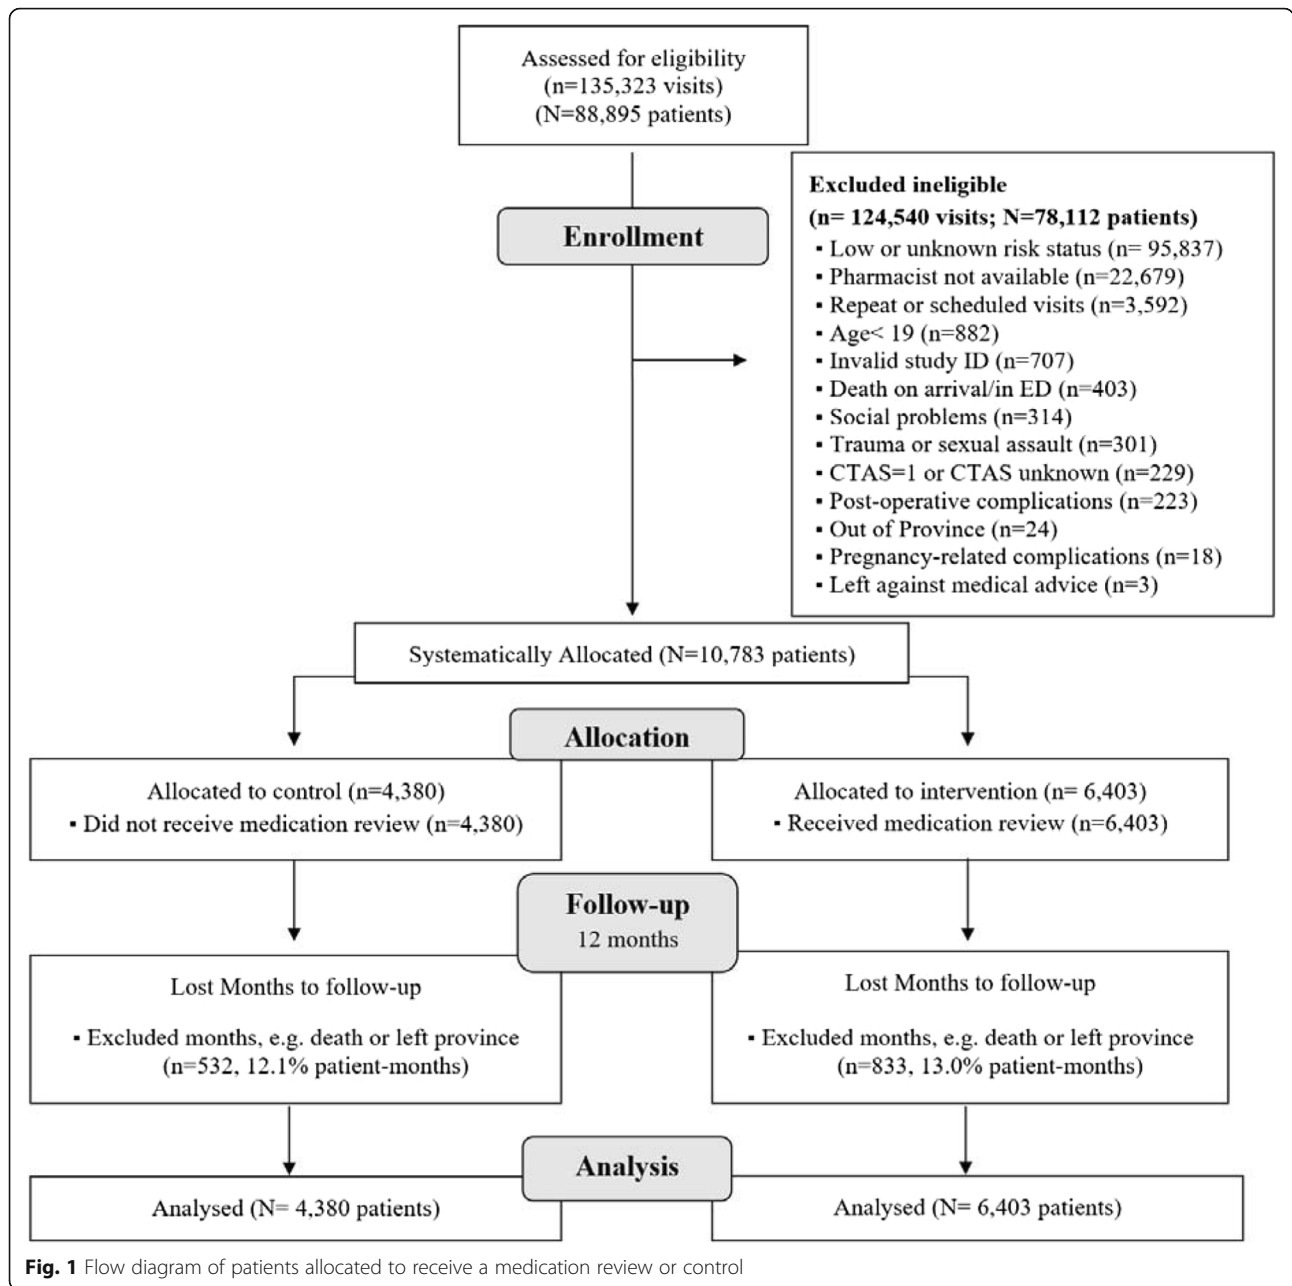 Assessed for eligibility
(n=135,323 visits)
(N=88,895 patients)
Enrollment
Excluded ineligible
(n= 124,540 visits; N=78,112 patients)
▪ Low or unknown risk status (n= 95,837)
▪ Pharmacist not available (n=22,679)
▪ Repeat or scheduled visits (n=3,592)
▪ Age< 19 (n=882)
▪ Invalid study ID (n=707)
▪ Death on arrival/in ED (n=403)
▪ Social problems (n=314)
▪ Trauma or sexual assault (n=301)
▪ CTAS=1 or CTAS unknown (n=229)
▪ Post-operative complications (n=223)
▪ Out of Province (n=24)
▪ Pregnancy-related complications (n=18)
▪ Left against medical advice (n=3)
Systematically Allocated (N=10,783 patients)
Allocation
Allocated to control (n=4,380)
▪ Did not receive medication review (n=4,380)
Allocated to intervention (n= 6,403)
▪ Received medication review (n=6,403)
Follow-up
12 months
Lost Months to follow-up
▪ Excluded months, e.g. death or left province
(n=532, 12.1% patient-months)
Lost Months to follow-up
▪ Excluded months, e.g. death or left province
(n=833, 13.0% patient-months)
Analysis
Analysed (N= 4,380 patients)
Analysed (N= 6,403 patients)
Fig. 1 Flow diagram of patients allocated to receive a medication review or control